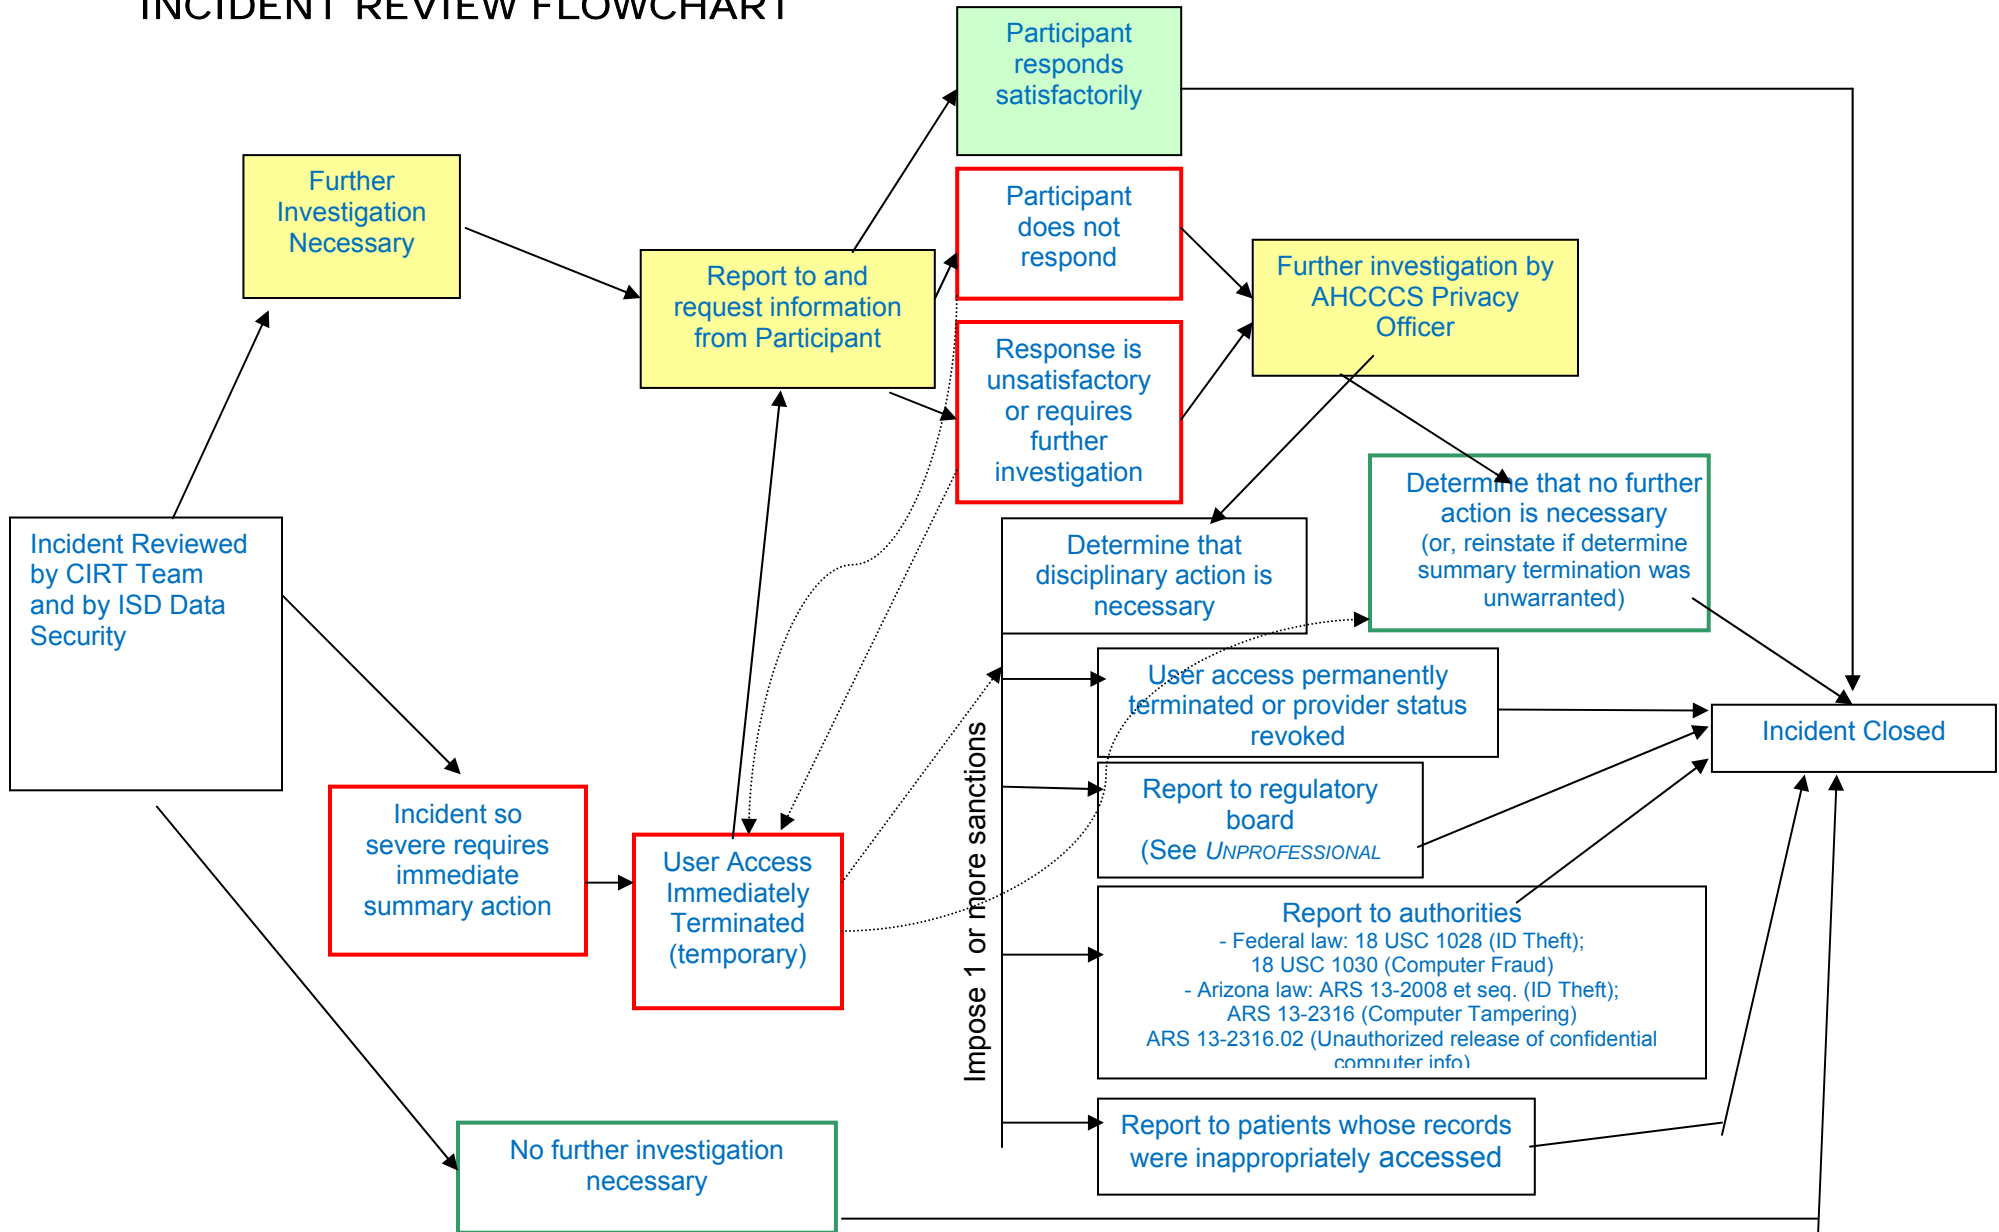 INCIDENT REVIEW FLOWCHART
Participant
responds
satisfactorily
Further
Investigation
Necessary
Participant
does not
respond
Report to and
request information
from Participant
Further investigation by
AHCCCS Privacy
Officer
Response is
unsatisfactory
or requires
further
investigation
Determine that no further
action is necessary
(or, reinstate if determine
summary termination was
unwarranted)
Incident Reviewed
by CIRT Team
and by ISD Data
Security
Determine that
disciplinary action is
necessary
User access permanently
terminated or provider status
revoked
Incident Closed
Impose 1 or more sanctions
Incident so
severe requires
immediate
summary action
User Access
Immediately
Terminated
(temporary)
Report to regulatory
board
(See UNPROFESSIONAL
Report to authorities
- Federal law: 18 USC 1028 (ID Theft);
18 USC 1030 (Computer Fraud)
- Arizona law: ARS 13-2008 et seq. (ID Theft);
ARS 13-2316 (Computer Tampering)
ARS 13-2316.02 (Unauthorized release of confidential
computer info)
Report to patients whose records
were inappropriately accessed
No further investigation
necessary